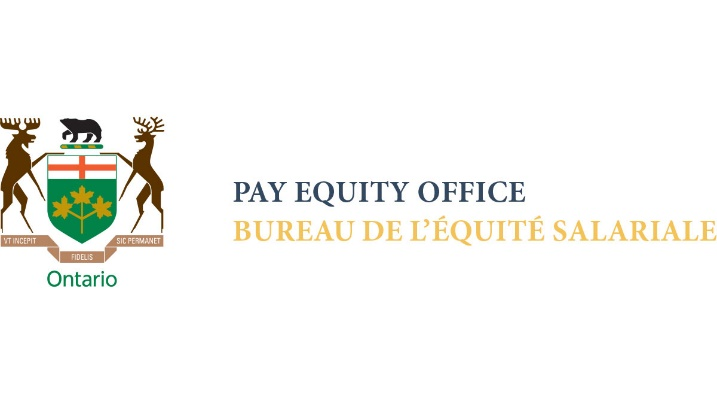 PAY EQUITY OFFICE
BUREAU DE L’ÉQUITÉ SALARIALE
VT INCEPIT SIC PERMANET
FIDELIS
Ontario